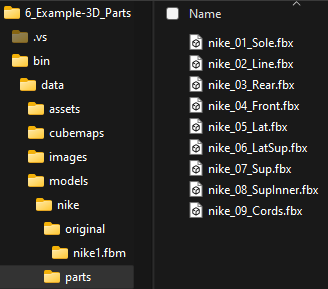 6_Example-3D_Parts
.vs
bin
data
assets
cubemaps
images
models
nike
original
nike1.fbm
parts
Name
nike_01_Sole.fbx
nike_02_Line.fbx
nike_03_Rear.fbx
nike_04_Front.fbx
nike_05_Lat.fbx
nike_06_LatSup.fbx
nike_07_Sup.fbx
nike_08_SupInner.fbx
nike_09_Cords.fbx